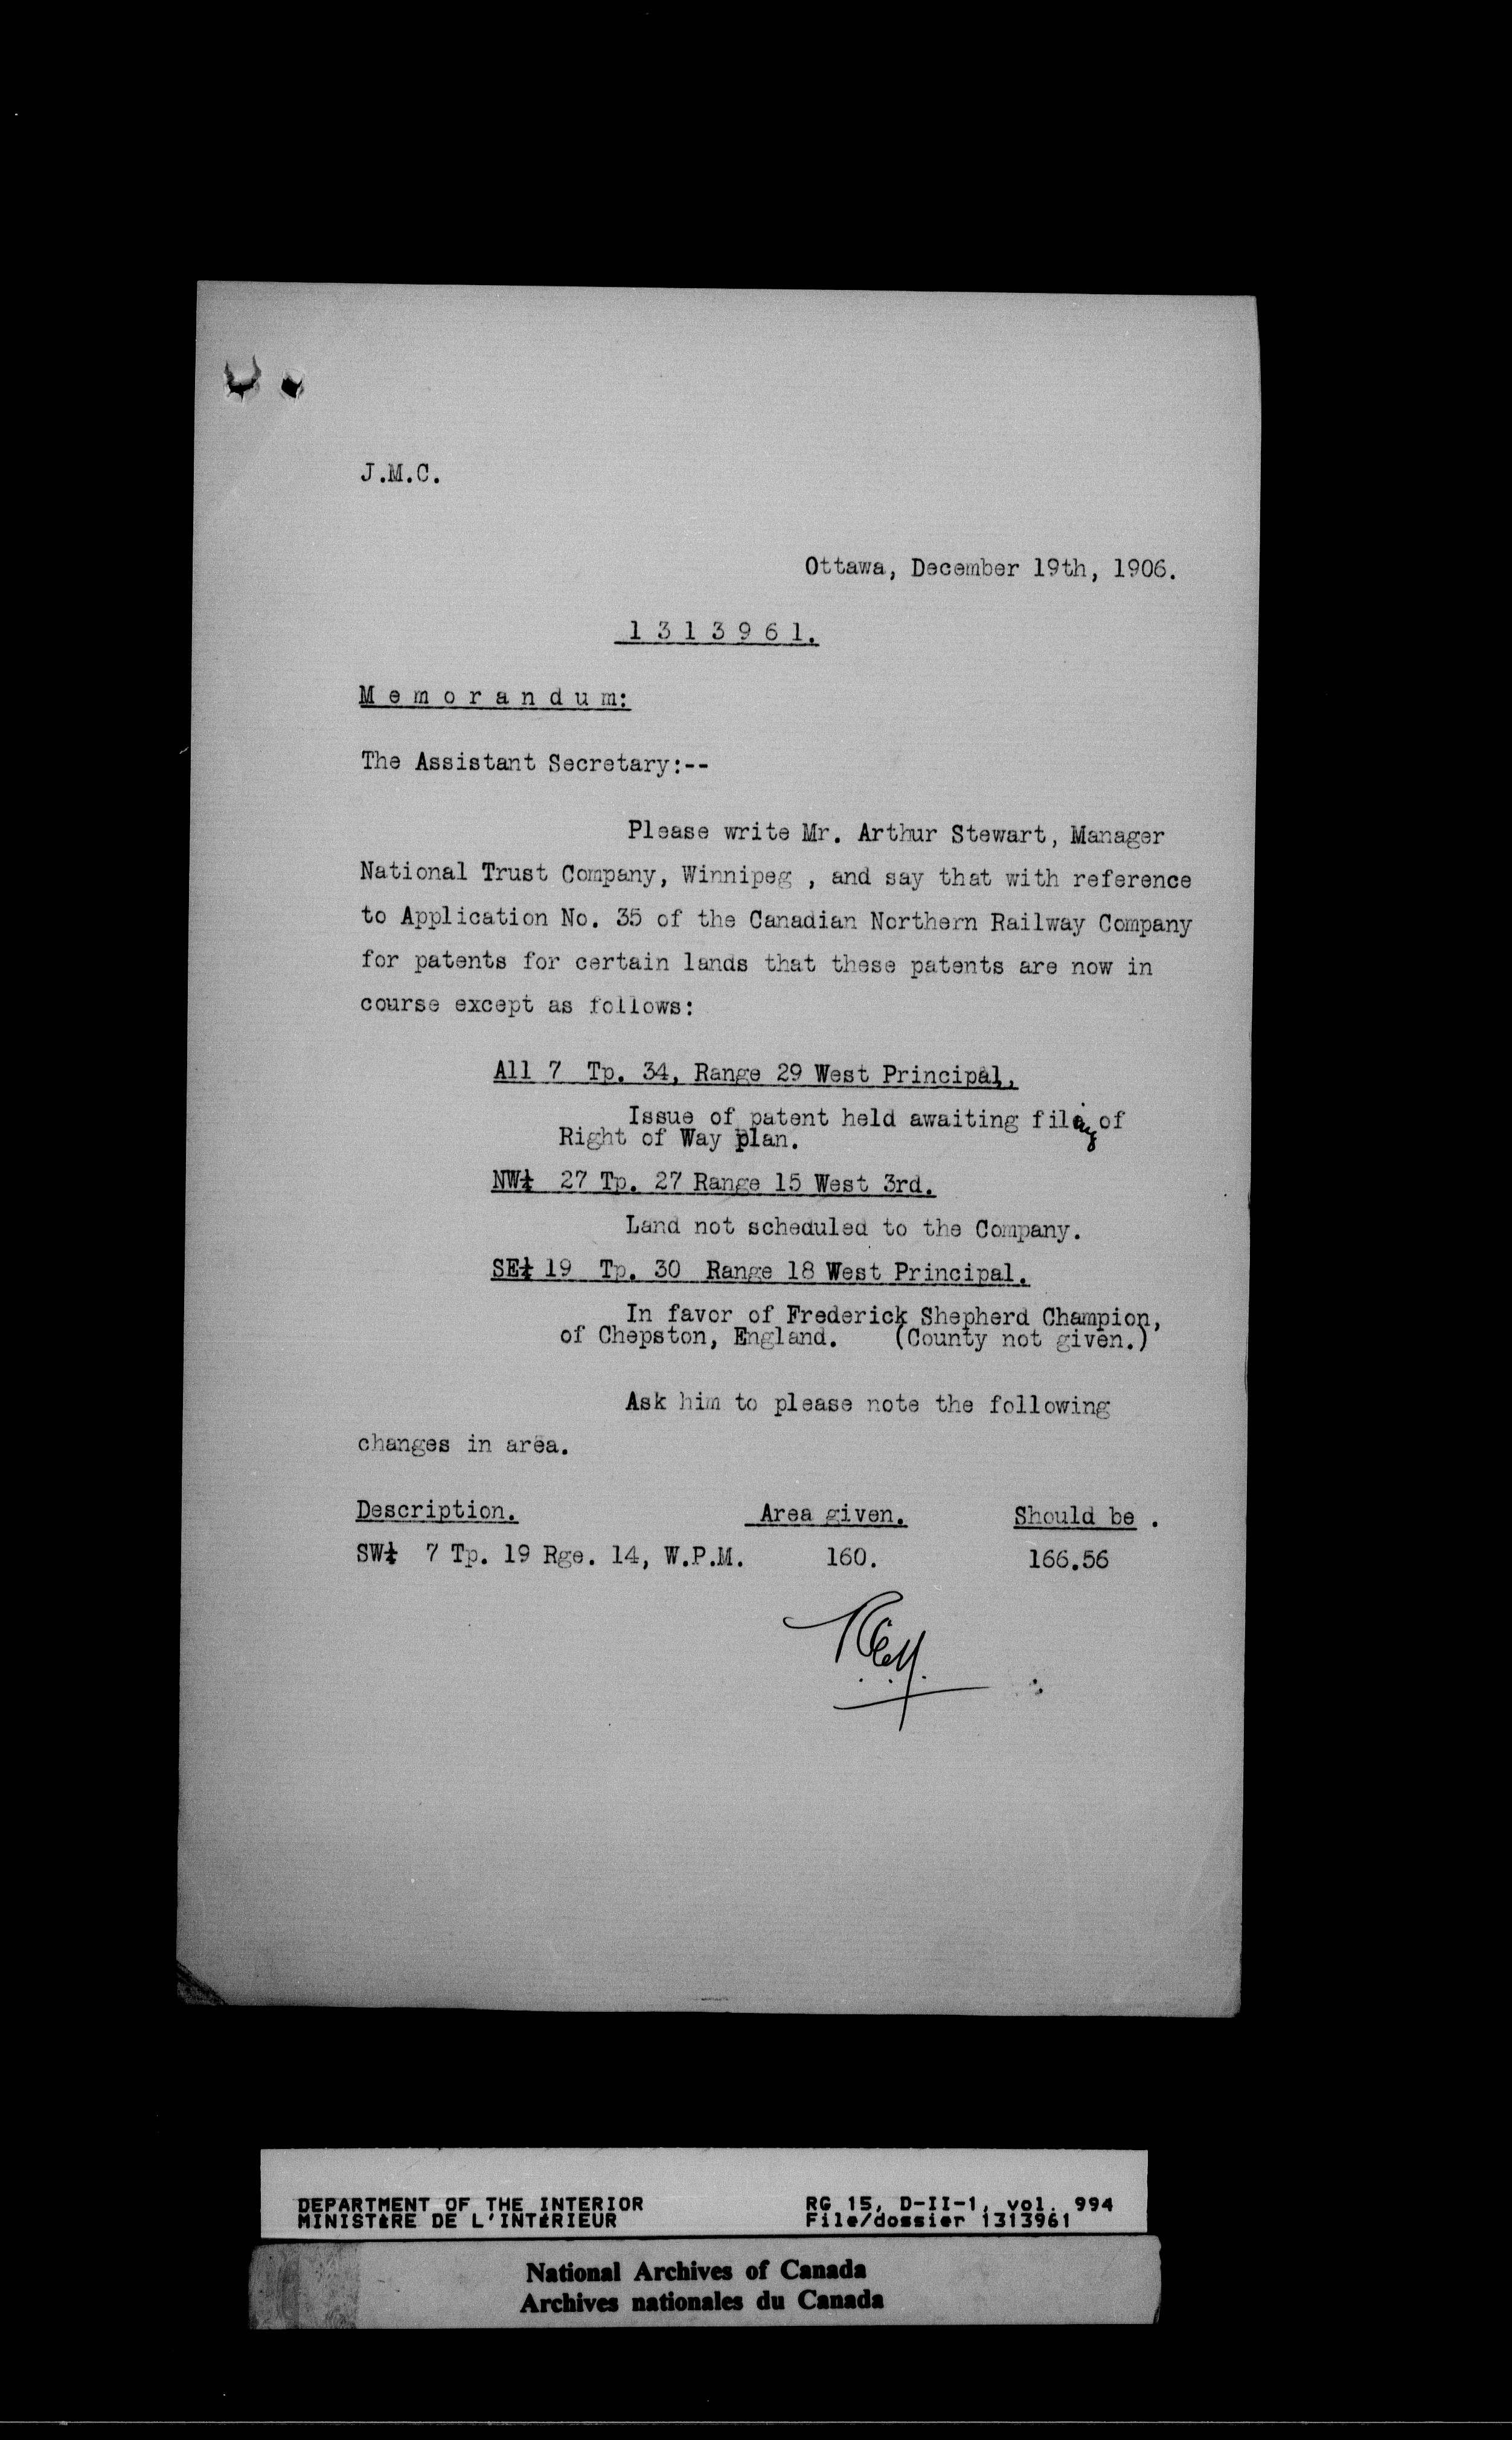 J.M.C.
Ottawa, December 19th, 1906.
1 3 1 3 9 6 1.
M e m o r a n d u m:
The Assistant Secretary:--
Please write Mr. Arthur Stewart, Manager
National Trust Company, Winnipeg , and say that with reference
to Application No. 35 of the Canadian Northern Railway Company
for patents for certain lands that these patents are now in
course except as follows:
All 7 Tp. 34, Range 29 West Principal.
Issue of patent held awaiting filing of
Right of Way plan.
NW¼ 27 Tp. 27 Range 15 West 3rd.
Land not scheduled to the Company.
SE¼ 19 Tp. 30 Range 18 West Principal.
In favor of Frederick Shepherd Champion,
of Chepston, England. (County not given.)
Ask him to please note the following
changes in area.
Description. Area given. Should be .
SW¼ 7 Tp. 19 Rge. 14, W.P.M. 160. 166.56
DEPARTMENT OF THE INTERIOR RG 15, D-II-1, vol. 994
MINISTÈRE DE L'INTÉRIEUR File/dossier 1313961
National Archives of Canada
Archives nationales du Canada